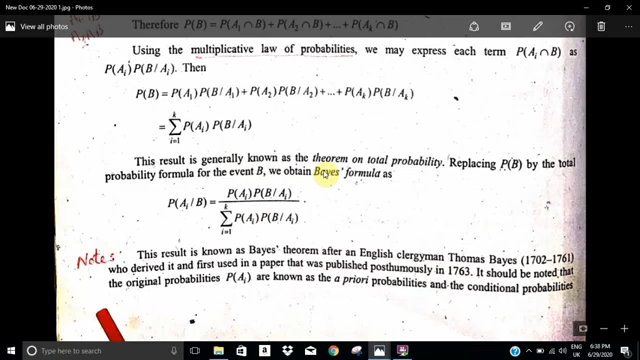 New Doc 06-29-2020 1.jpg - Photos
View all photos
Therefore P(B) = P(A₁ ∩ B) + P(A₂ ∩ B) + ... + P(Aₖ ∩ B)
Using the multiplicative law of probabilities, we may express each term P(Aᵢ ∩ B) as
P(Aᵢ) P(B / Aᵢ). Then
P(B) = P(A₁) P(B / A₁) + P(A₂) P(B / A₂) + ... + P(Aₖ) P(B / Aₖ)
= ∑ᵢ₌₁ᵏ P(Aᵢ) P(B / Aᵢ)
This result is generally known as the theorem on total probability. Replacing P(B) by the total
probability formula for the event B, we obtain Bayes' formula as
P(Aᵢ / B) = P(Aᵢ) P(B / Aᵢ) / ∑ᵢ₌₁ᵏ P(Aᵢ) P(B / Aᵢ) .
Notes
This result is known as Bayes' theorem after an English clergyman Thomas Bayes (1702-1761)
who derived it and first used in a paper that was published posthumously in 1763. It should be noted that
the original probabilities P(Aᵢ) are known as the a priori probabilities and the conditional probabilities
Type here to search
ENG
UK
6:38 PM
6/29/2020